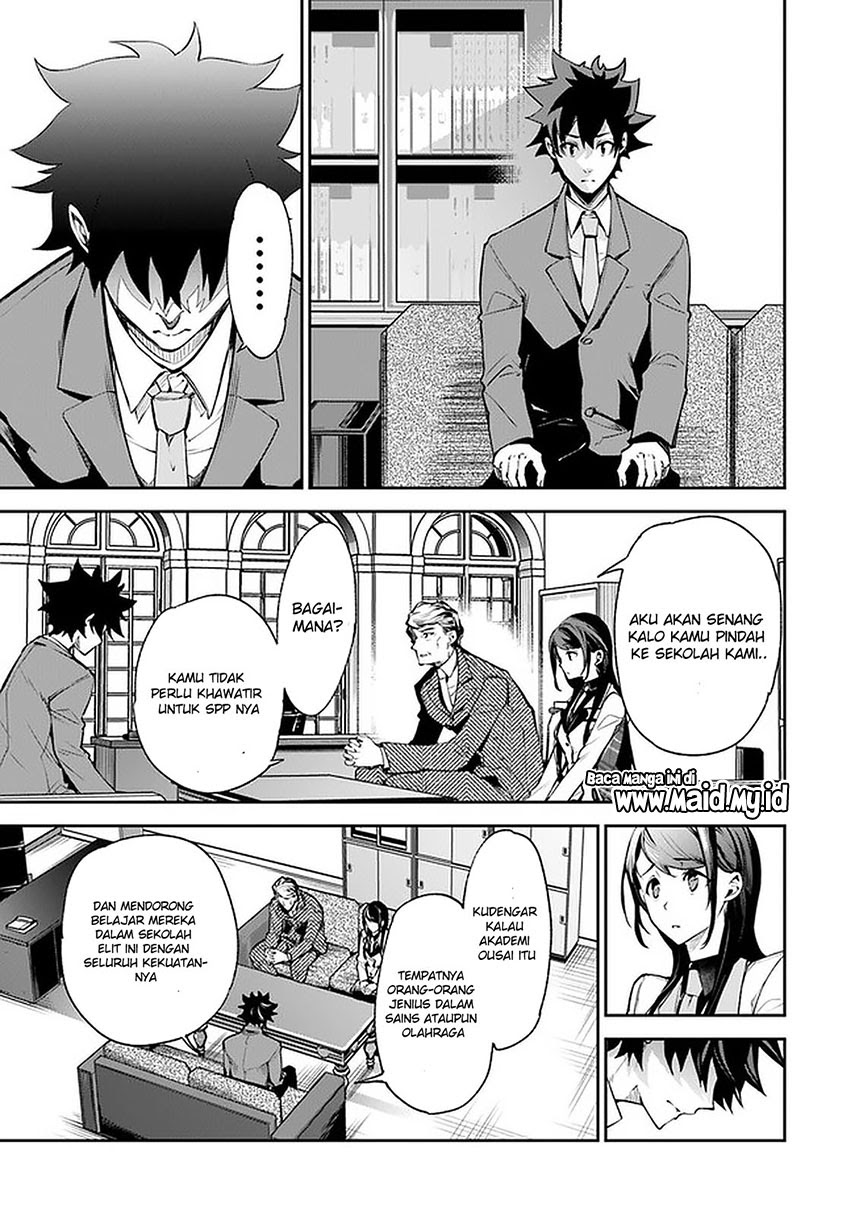 AKU AKAN SENANG
KALO KAMU PINDAH
KE SEKOLAH KAMI..
BAGAI-
MANA?
KAMU TIDAK
PERLU KHAWATIR
UNTUK SPP NYA
Baca Manga ini di
www.Maid.My.id
KUDENGAR
KALAU
AKADEMI
OUSAI ITU
TEMPATNYA
ORANG-ORANG
JENIUS DALAM
SAINS ATAUPUN
OLAHRAGA
DAN MENDORONG
BELAJAR MEREKA
DALAM SEKOLAH
ELIT INI DENGAN
SELURUH KEKUATAN-
NYA